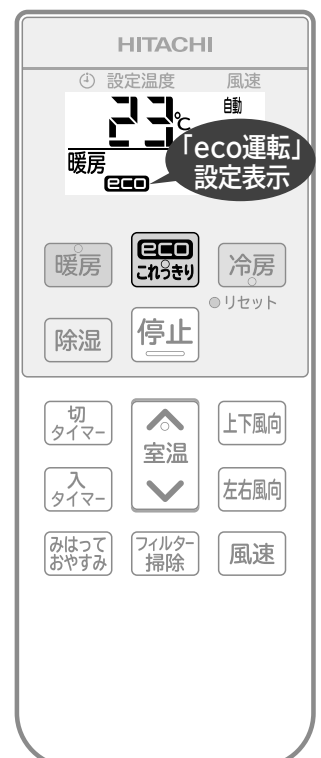 HITACHI
設定温度 風速
23℃ 自動
暖房
eco
「eco運転」
設定表示
暖房
eco
これっきり
冷房
リセット
除湿
停止
切
タイマー
室温
上下風向
入
タイマー
左右風向
みはって
おやすみ
フィルター
掃除
風速